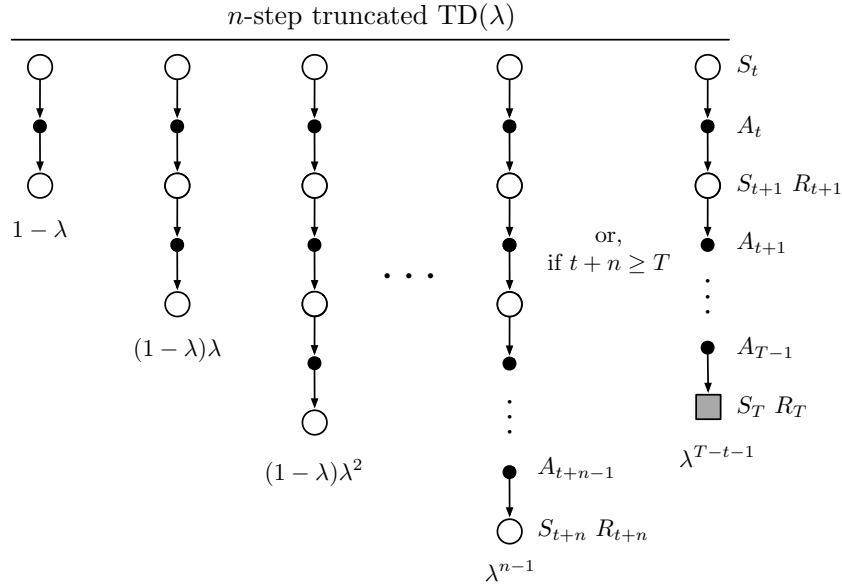 n-step truncated TD(λ)
S_t
A_t
S_{t+1} R_{t+1}
1 − λ
or,
if t + n ≥ T
A_{t+1}
(1 − λ)λ
A_{T−1}
S_T R_T
(1 − λ)λ^2
λ^{T−t−1}
A_{t+n−1}
S_{t+n} R_{t+n}
λ^{n−1}